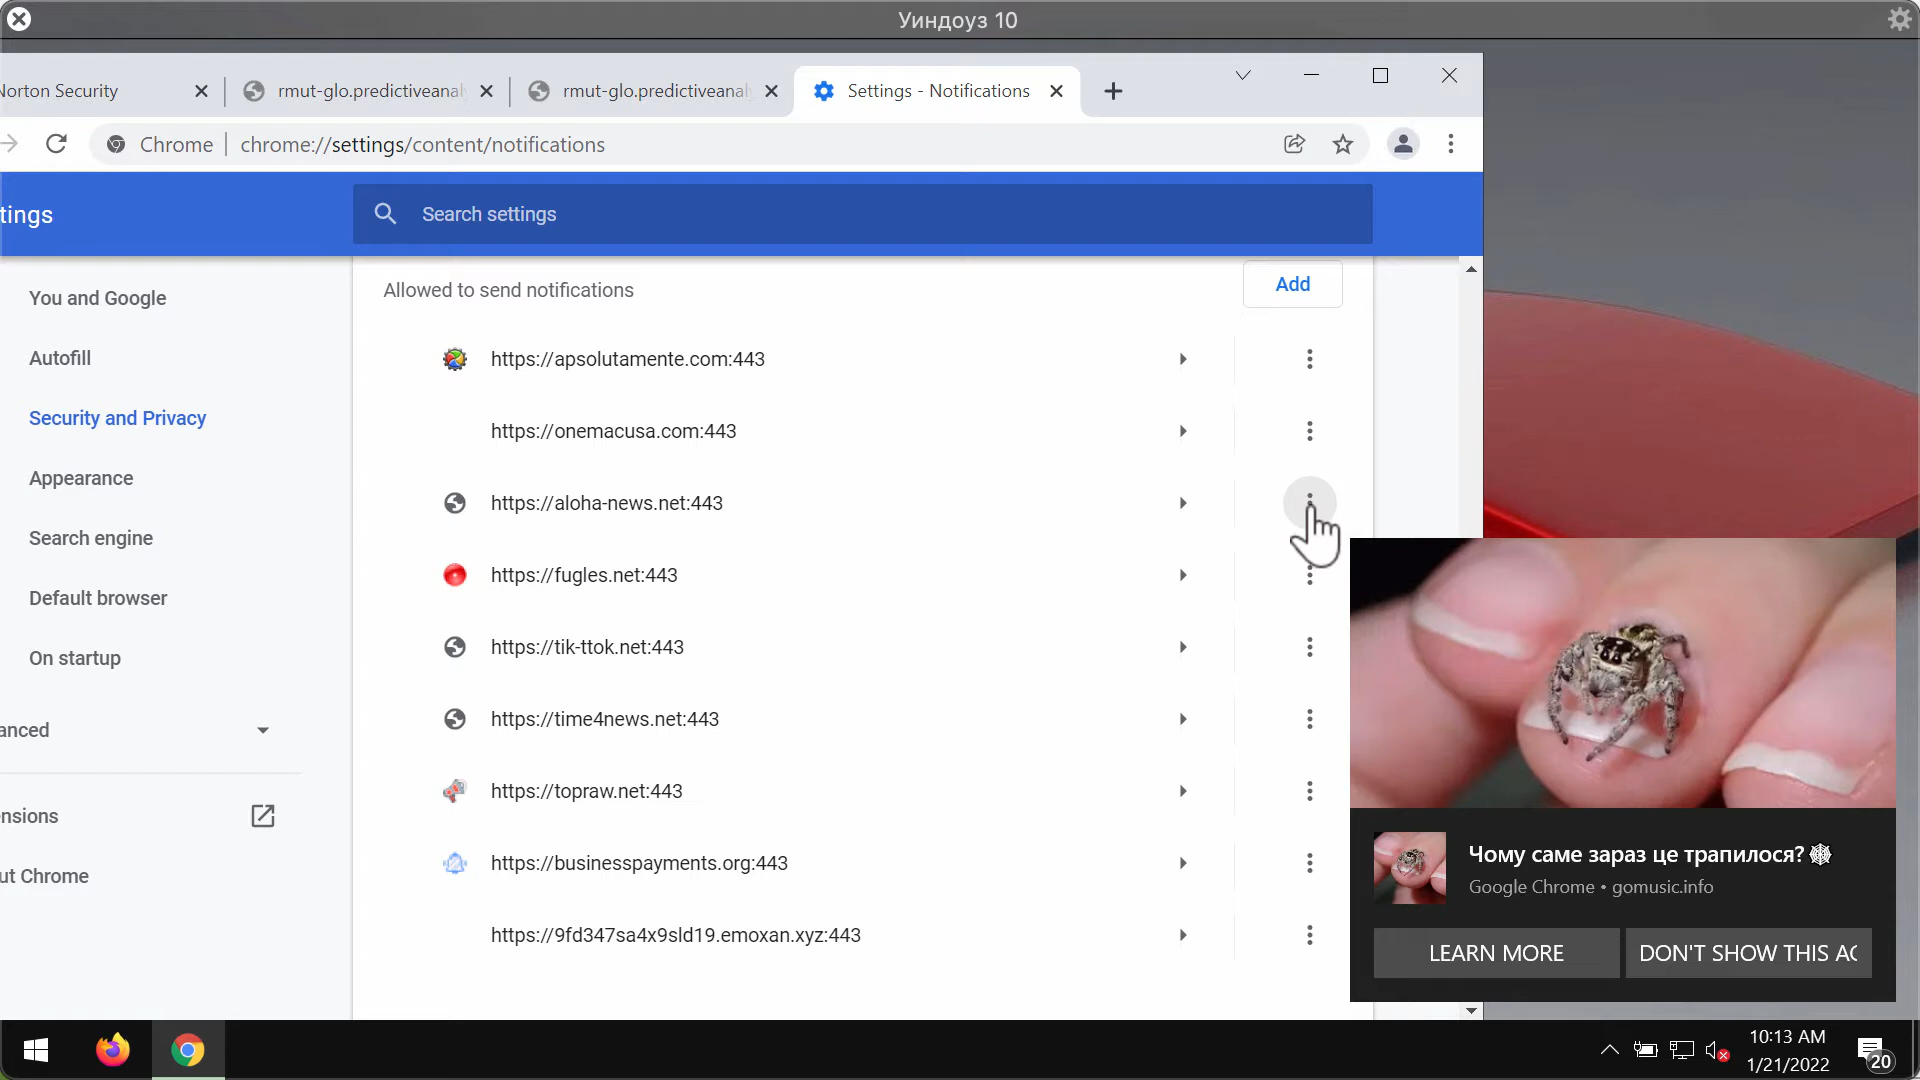 Уиндоуз 10
Norton Security
rmut-glo.predictiveanaly
rmut-glo.predictiveanaly
Settings - Notifications
Chrome
chrome://settings/content/notifications
tings
Search settings
You and Google
Autofill
Security and Privacy
Appearance
Search engine
Default browser
On startup
anced
ensions
ut Chrome
Allowed to send notifications
Add
https://apsolutamente.com:443
https://onemacusa.com:443
https://aloha-news.net:443
https://fugles.net:443
https://tik-ttok.net:443
https://time4news.net:443
https://topraw.net:443
https://businesspayments.org:443
https://9fd347sa4x9sld19.emoxan.xyz:443
Чому саме зараз це трапилося?
Google Chrome • gomusic.info
LEARN MORE
DON'T SHOW THIS AG
10:13 AM
1/21/2022
20